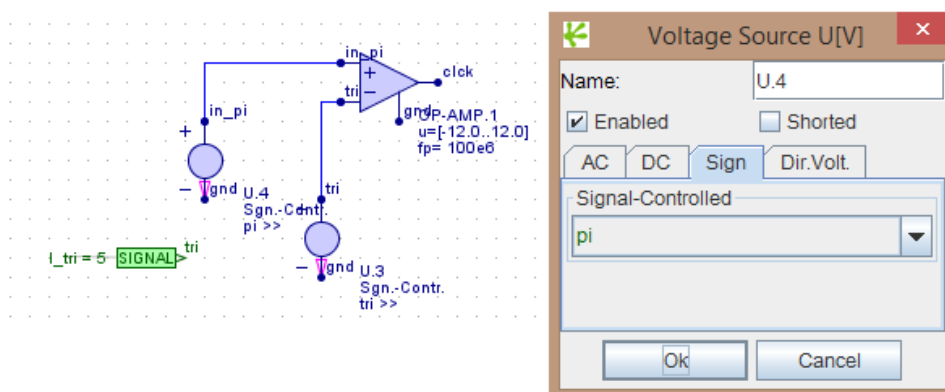 in_pi
+
tri
−
clck
gnd
OP-AMP.1
u=[-12.0..12.0]
fp= 100e6
in_pi
+
−
gnd
U.4
Sgn.-Contr.
pi >>
tri
−
gnd
U.3
Sgn.-Contr.
tri >>
l_tri = 5 SIGNAL tri
Voltage Source U[V]
Name: U.4
Enabled Shorted
AC DC Sign Dir.Volt.
Signal-Controlled
pi
Ok Cancel